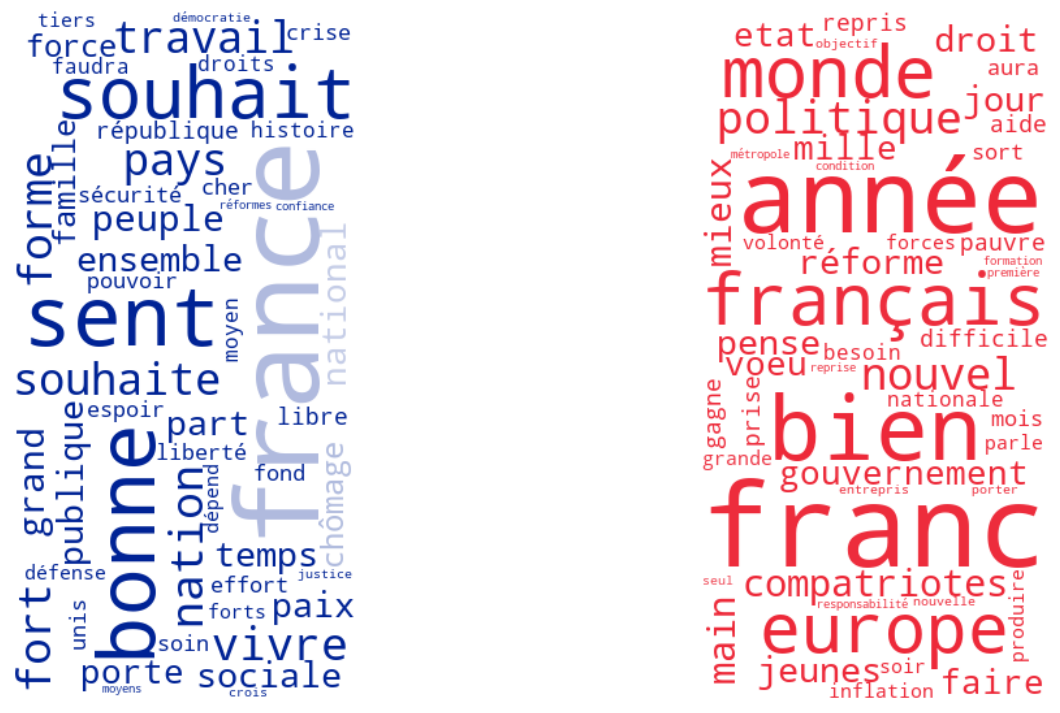 tiers
démocratie
force
travail
crise
faudra
droits
souhait
république
histoire
famille
forme
pays
sécurité
cher
réformes
confiance
france
peuple
ensemble
national
pouvoir
sent
moyen
souhaite
espoir
part
libre
grand
publique
bonne
liberté
fond
chômage
nation
dépend
temps
défense
effort
justice
fort
unis
forts
paix
soin
vivre
porte
sociale
moyens
crois
etat
repris
objectif
droit
monde
aura
jour
politique
aide
métropole
mille
condition
sort
mieux
année
volonté
forces
pauvre
réforme
formation
première
français
pense
difficile
voeu
besoin
reprise
nouvel
gagne
prise
nationale
bien
mois
parle
grande
gouvernement
entrepris
porter
franc
seul
compatriotes
responsabilité
nouvelle
produire
main
europe
jeunes
soir
inflation
faire